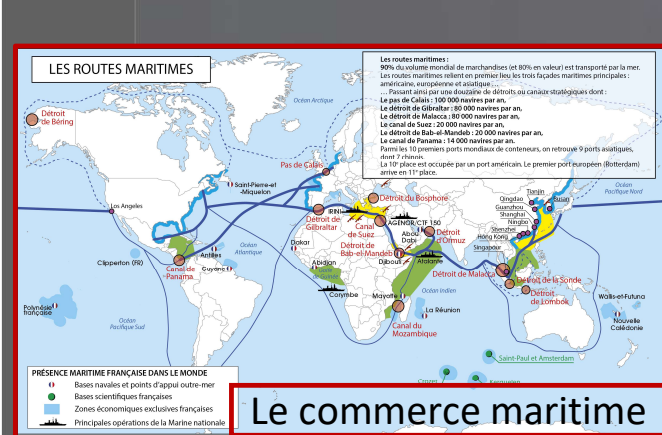 LES ROUTES MARITIMES
Les routes maritimes :
90% du volume mondial de marchandises (et 80% en valeur) est transporté par la mer.
Les routes maritimes relient en premier lieu les trois façades maritimes principales :
américaine, européenne et asiatique ;...
... Passant ainsi par une douzaine de détroits ou canaux stratégiques dont :
Le pas de Calais : 100 000 navires par an,
Le détroit de Gibraltar : 80 000 navires par an,
Le détroit de Malacca : 80 000 navires par an,
Le canal de Suez : 20 000 navires par an,
Le détroit de Bab-el-Mandeb : 20 000 navires par an,
Le canal de Panama : 14 000 navires par an.
Parmi les 10 premiers ports mondiaux de conteneurs, on retrouve 9 ports asiatiques,
dont 7 chinois.
La 10e place est occupée par un port américain. Le premier port européen (Rotterdam)
arrive en 11e place.
Océan Arctique
Détroit
de Béring
Pas de Calais
Saint-Pierre-et
-Miquelon
Los Angeles
Océan
Pacifique Nord
Tianjin
Qingdao
Busan
Guanzhou
Shanghai
Ningbo
Shenzhei
Hong Kong
Singapour
Détroit du Bosphore
IRINI
Détroit de
Gibraltar
Canal
de Suez
AGENOR/CTF 150
Abou
Dabi
Détroit
d'Ormuz
Océan
Atlantique
Dakar
Détroit de
Bab-el-Mandeb
Djibouti
Atalante
Clipperton (FR)
Antilles
Guyane
Canal de
Panama
Abidjan
Golfe
de Guinée
Corymbe
Mayotte
Océan Indien
Détroit de Malacca
Détroit de la Sonde
Détroit
de Lombok
Wallis-et-Futuna
Polynésie
française
Océan
Pacifique Sud
La Réunion
Canal du
Mozambique
Nouvelle
Calédonie
Saint-Paul et Amsterdam
Crozet
Kerguelen
PRÉSENCE MARITIME FRANÇAISE DANS LE MONDE
Bases navales et points d'appui outre-mer
Bases scientifiques françaises
Zones économiques exclusives françaises
Principales opérations de la Marine nationale
Le commerce maritime